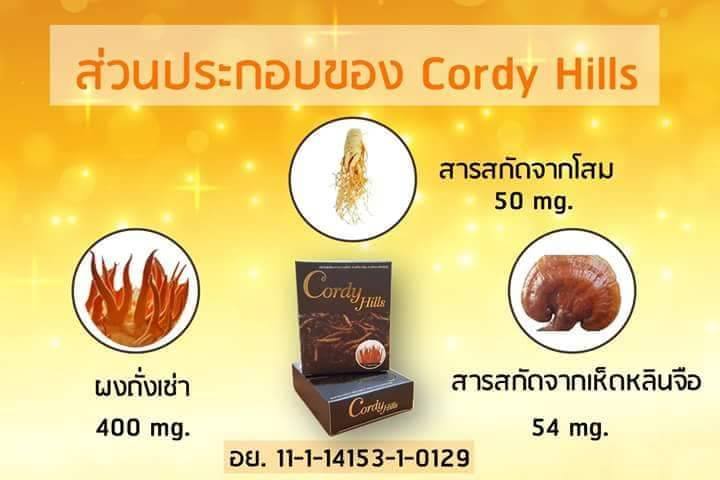 ส่วนประกอบของ Cordy Hills
สารสกัดจากโสม
50 mg.
ผงถั่งเช่า
400 mg.
Cordy
Hills
Cordy Hills
สารสกัดจากเห็ดหลินจือ
54 mg.
อย. 11-1-14153-1-0129